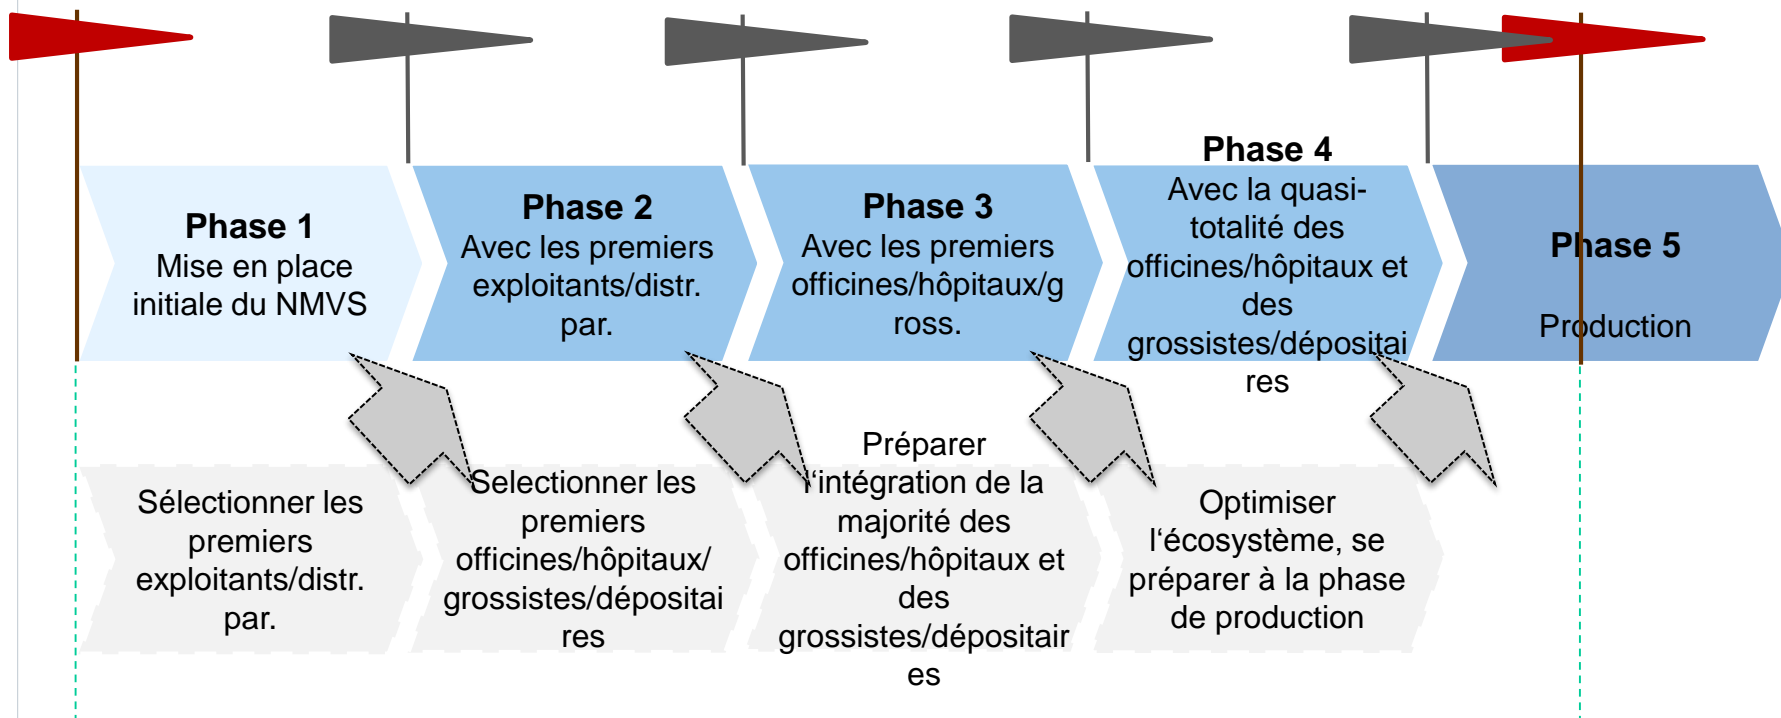 Phase 1
Mise en place
initiale du NMVS
Phase 2
Avec les premiers
exploitants/distr.
par.
Phase 3
Avec les premiers
officines/hôpitaux/g
ross.
Phase 4
Avec la quasi-
totalité des
officines/hôpitaux et
des
grossistes/dépositai
res
Phase 5
Production
Sélectionner les
premiers
exploitants/distr.
par.
Selectionner les
premiers
officines/hôpitaux/
grossistes/dépositai
res
Préparer
l‘intégration de la
majorité des
officines/hôpitaux et
des
grossistes/dépositair
es
Optimiser
l‘écosystème, se
préparer à la phase
de production